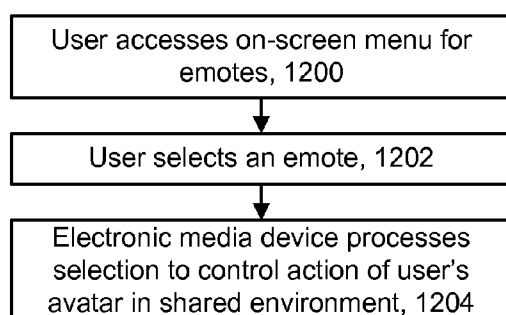 User accesses on-screen menu for
emotes, 1200
User selects an emote, 1202
Electronic media device processes
selection to control action of user's
avatar in shared environment, 1204